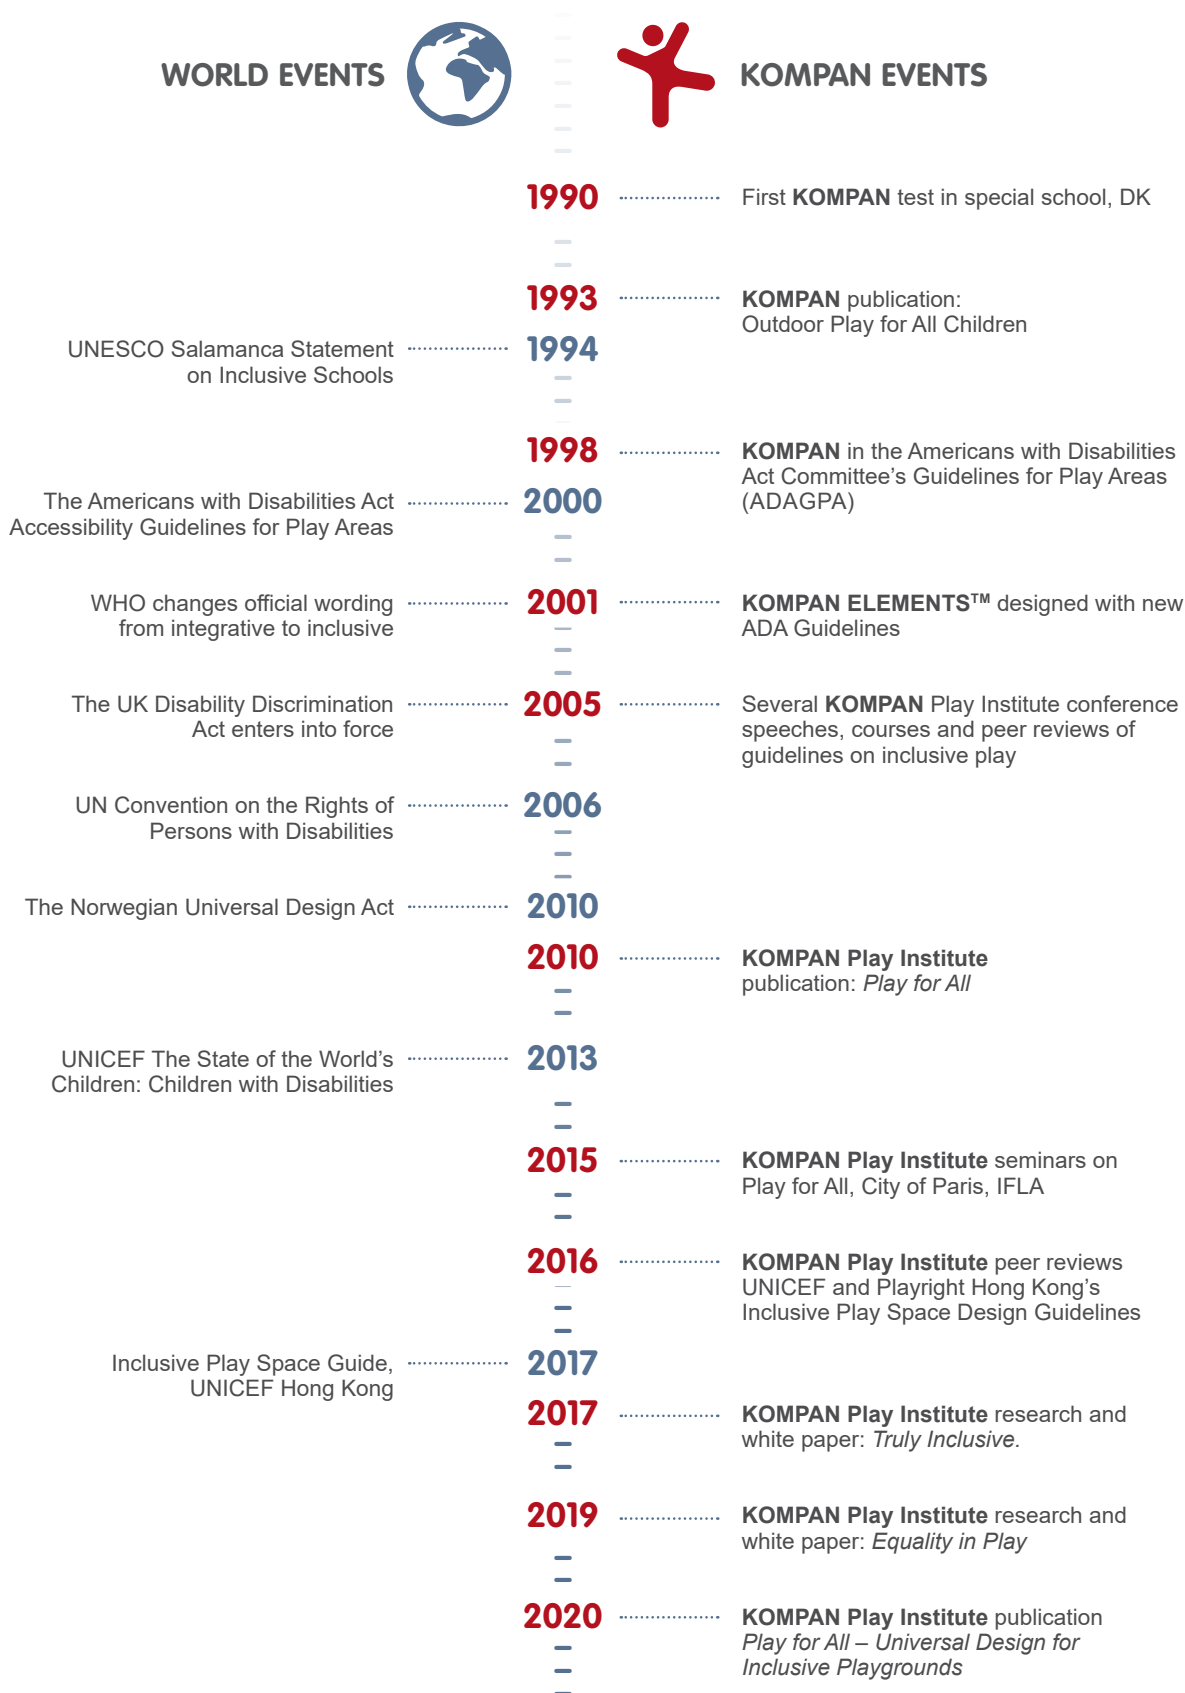 WORLD EVENTS
KOMPAN EVENTS
1990
First KOMPAN test in special school, DK
1993
KOMPAN publication:
Outdoor Play for All Children
UNESCO Salamanca Statement
on Inclusive Schools
1994
1998
KOMPAN in the Americans with Disabilities
Act Committee's Guidelines for Play Areas
(ADAGPA)
The Americans with Disabilities Act
Accessibility Guidelines for Play Areas
2000
WHO changes official wording
from integrative to inclusive
2001
KOMPAN ELEMENTS™ designed with new
ADA Guidelines
The UK Disability Discrimination
Act enters into force
2005
Several KOMPAN Play Institute conference
speeches, courses and peer reviews of
guidelines on inclusive play
UN Convention on the Rights of
Persons with Disabilities
2006
The Norwegian Universal Design Act
2010
2010
KOMPAN Play Institute
publication: Play for All
UNICEF The State of the World's
Children: Children with Disabilities
2013
2015
KOMPAN Play Institute seminars on
Play for All, City of Paris, IFLA
2016
KOMPAN Play Institute peer reviews
UNICEF and Playright Hong Kong's
Inclusive Play Space Design Guidelines
Inclusive Play Space Guide,
UNICEF Hong Kong
2017
2017
KOMPAN Play Institute research and
white paper: Truly Inclusive.
2019
KOMPAN Play Institute research and
white paper: Equality in Play
2020
KOMPAN Play Institute publication
Play for All – Universal Design for
Inclusive Playgrounds